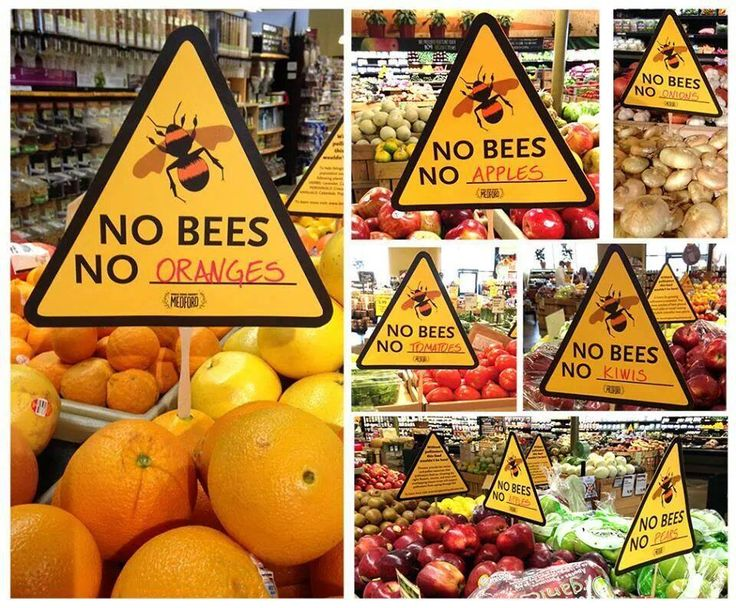 NO BEES
NO ORANGES
MEDFORD
NO BEES
NO APPLES
MEDFORD
NO BEES
NO ONIONS
NO BEES
NO TOMATOES
MEDFORD
NO BEES
NO KIWIS
MEDFORD
NO BEES
NO APPLES
NO BEES
NO PEARS